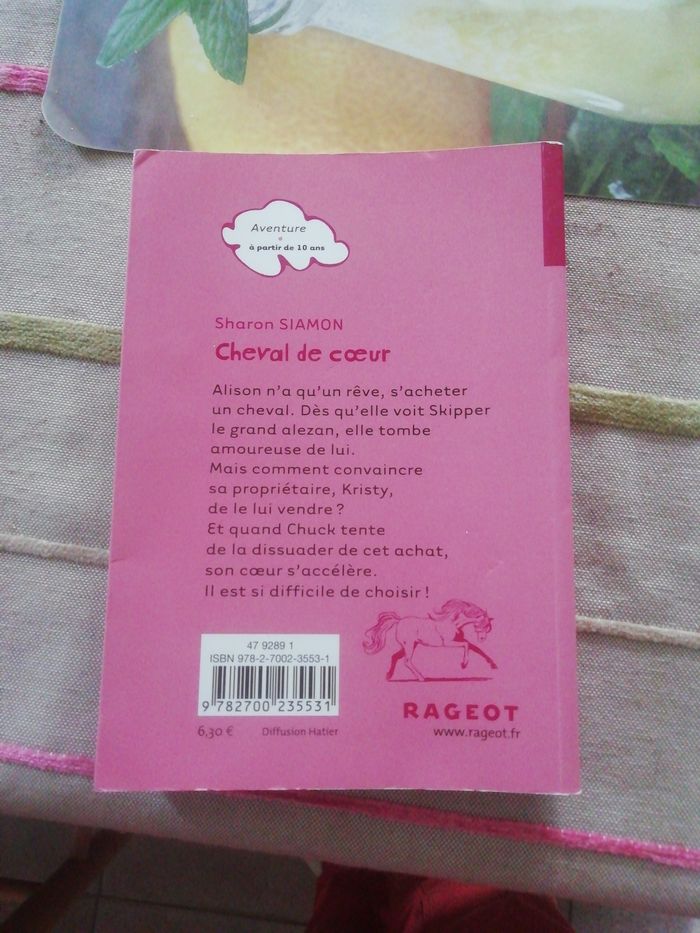 Aventure
à partir de 10 ans
Sharon SIAMON
Cheval de cœur
Alison n'a qu'un rêve, s'acheter
un cheval. Dès qu'elle voit Skipper
le grand alezan, elle tombe
amoureuse de lui.
Mais comment convaincre
sa propriétaire, Kristy,
de le lui vendre ?
Et quand Chuck tente
de la dissuader de cet achat,
son cœur s'accélère.
Il est si difficile de choisir !
47 9289 1
ISBN 978-2-7002-3553-1
9 782700 235531
6,30 €
Diffusion Hatier
RAGEOT
www.rageot.fr